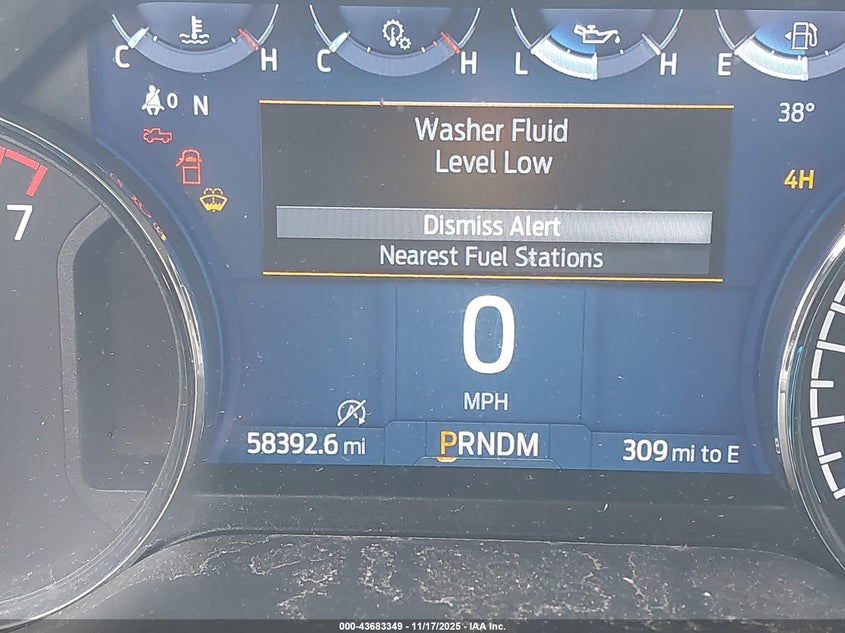 C H C H L H E
0 N
38°
Washer Fluid
Level Low
4H
7
Dismiss Alert
Nearest Fuel Stations
0
MPH
58392.6 mi
PRNDM
309 mi to E
000-43683349 - 11/17/2025 - IAA Inc.